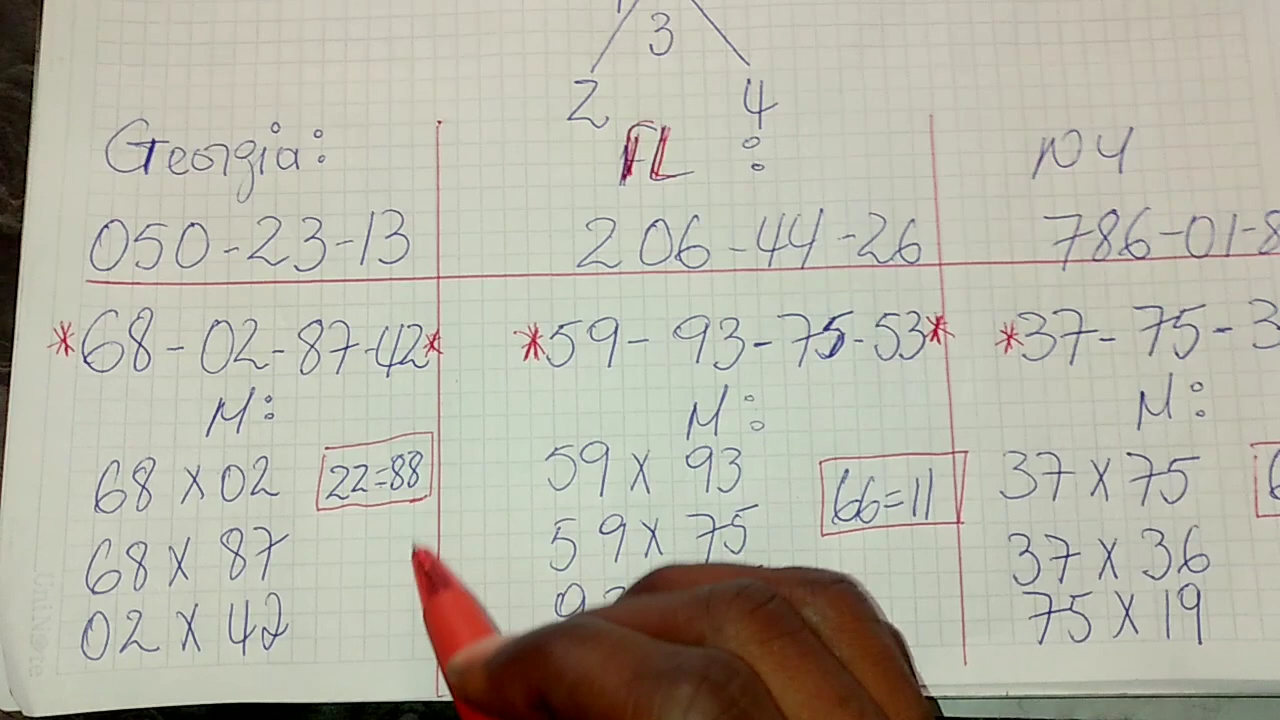 3
2 4
Georgia:
050-23-13
*68-02-87-42*
M:
68 x 02
22=88
68 x 87
02 x 42
FL :
206-44-26
*59-93-75-53*
M:
59 x 93
66=11
59 x 75
NY
786-01-8
*37-75-3
M:
37 x 75
37 x 36
75 x 19